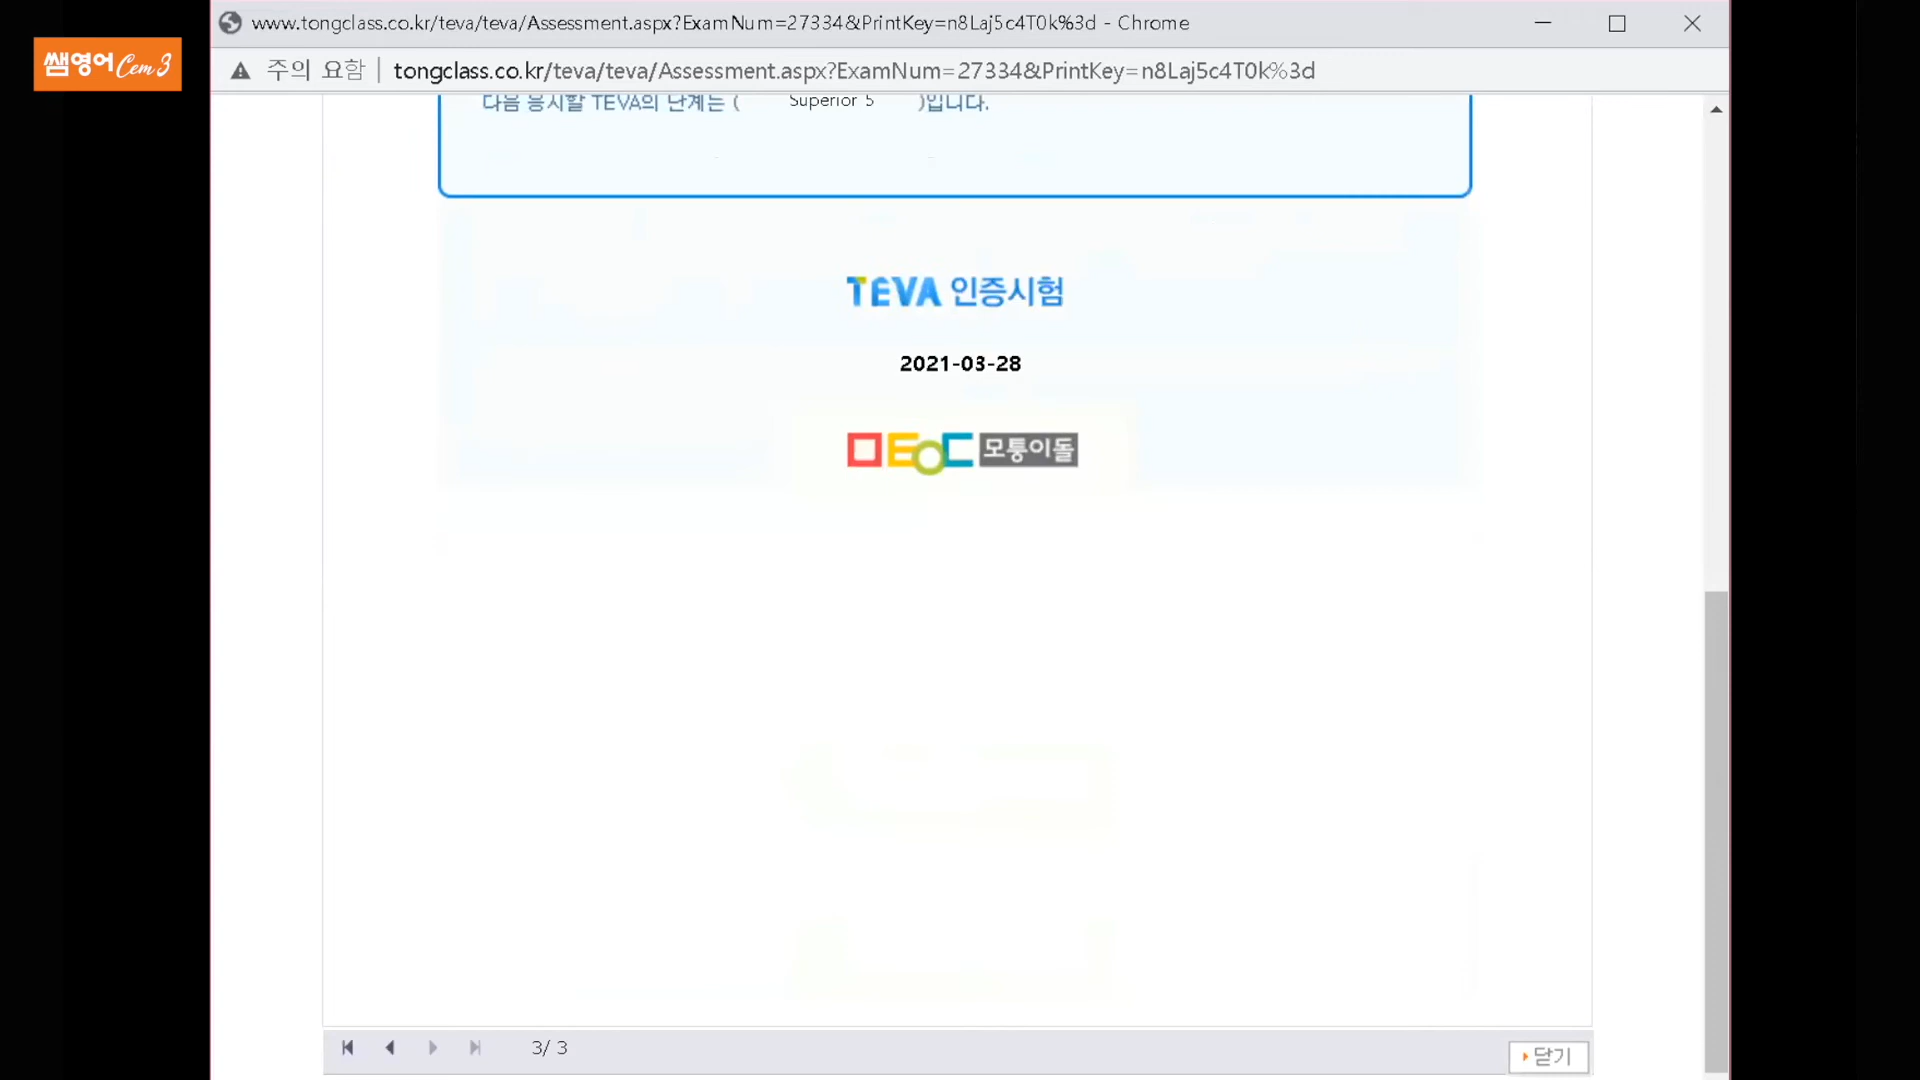 www.tongclass.co.kr/teva/teva/Assessment.aspx?ExamNum=27334&PrintKey=n8Laj5c4T0k%3d - Chrome
쌤영어 Cem 3
주의 요함 | tongclass.co.kr/teva/teva/Assessment.aspx?ExamNum=27334&PrintKey=n8Laj5c4T0k%3d
다음 응시할 TEVA의 단계는 ( Superior 5 )입니다.
TEVA 인증시험
2021-03-28
모퉁이돌
3/ 3
닫기